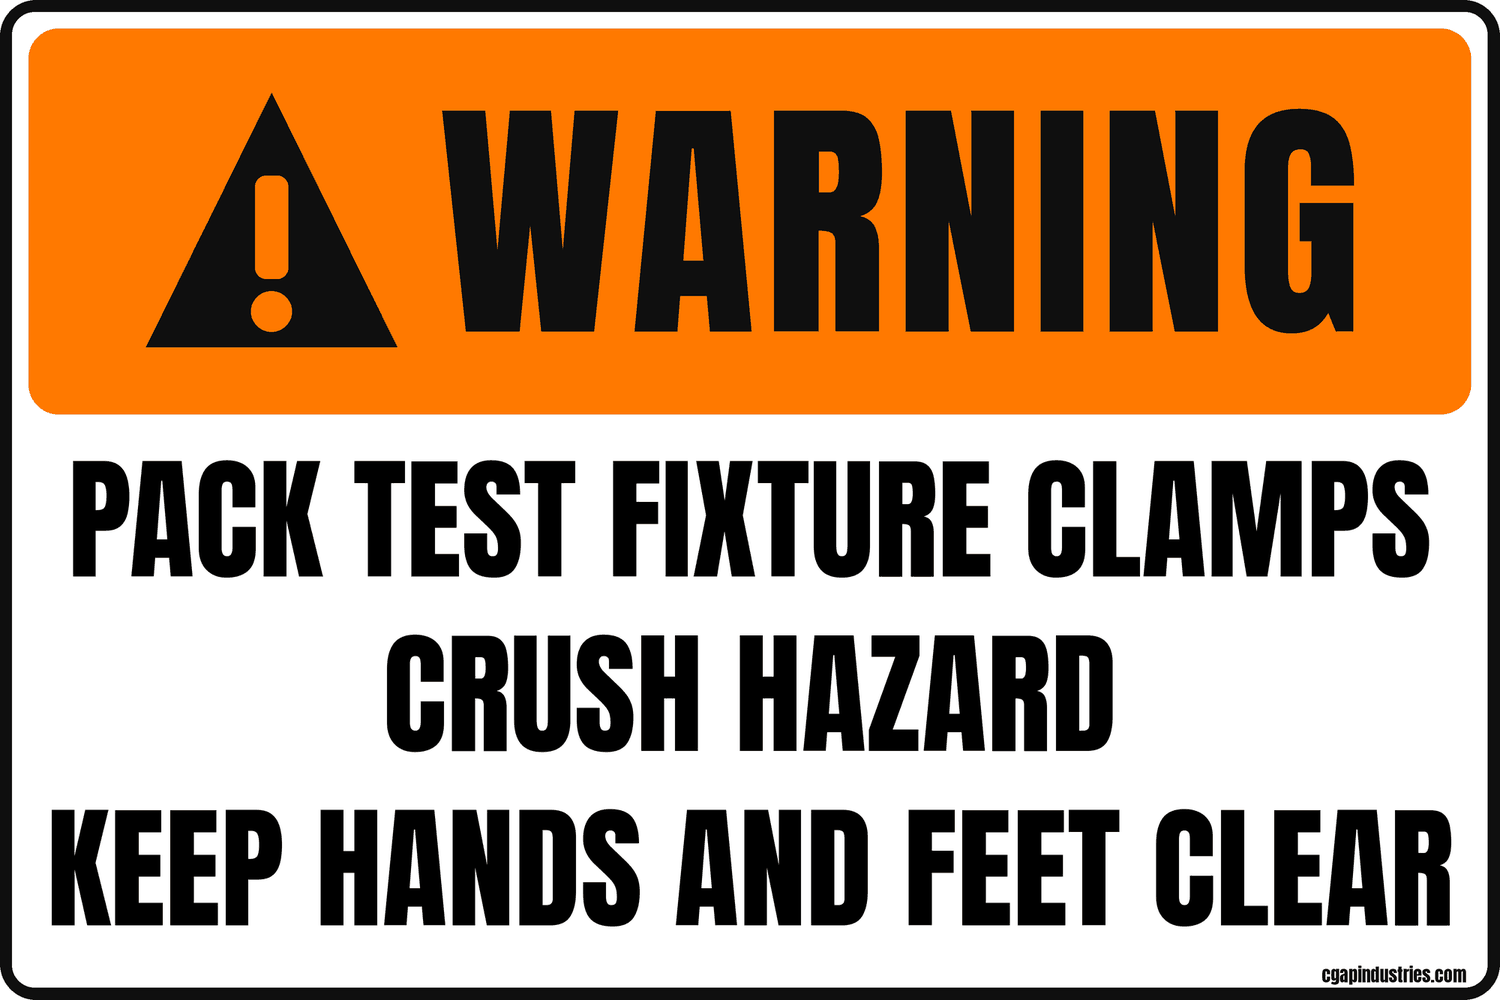 WARNING
PACK TEST FIXTURE CLAMPS
CRUSH HAZARD
KEEP HANDS AND FEET CLEAR
cgapindustries.com